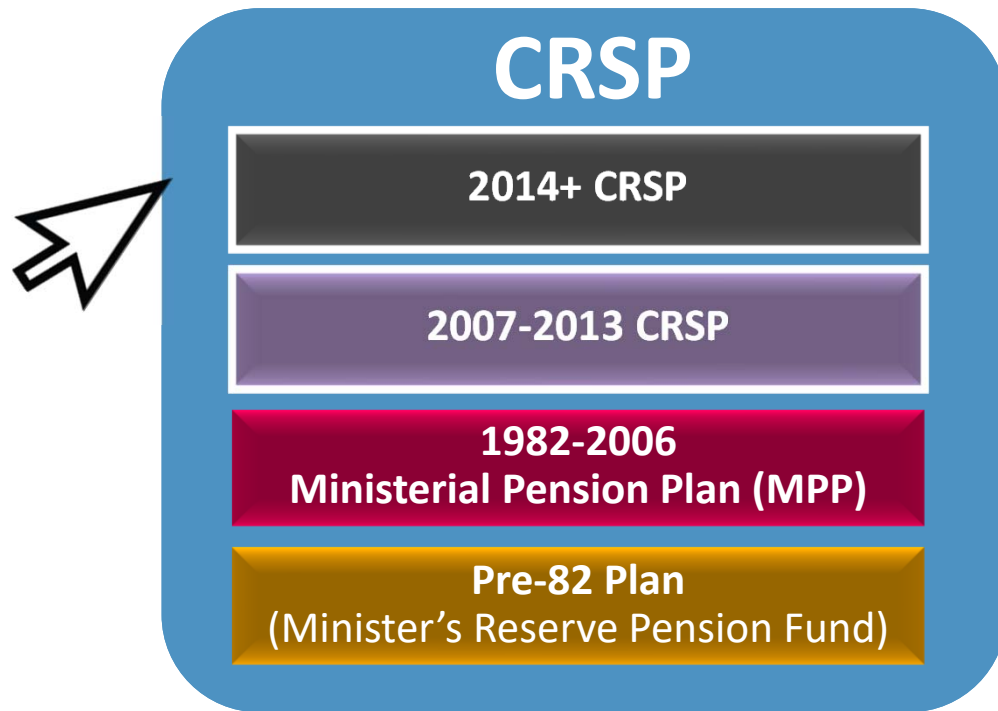 CRSP
2014+ CRSP
2007-2013 CRSP
1982-2006
Ministerial Pension Plan (MPP)
Pre-82 Plan
(Minister’s Reserve Pension Fund)